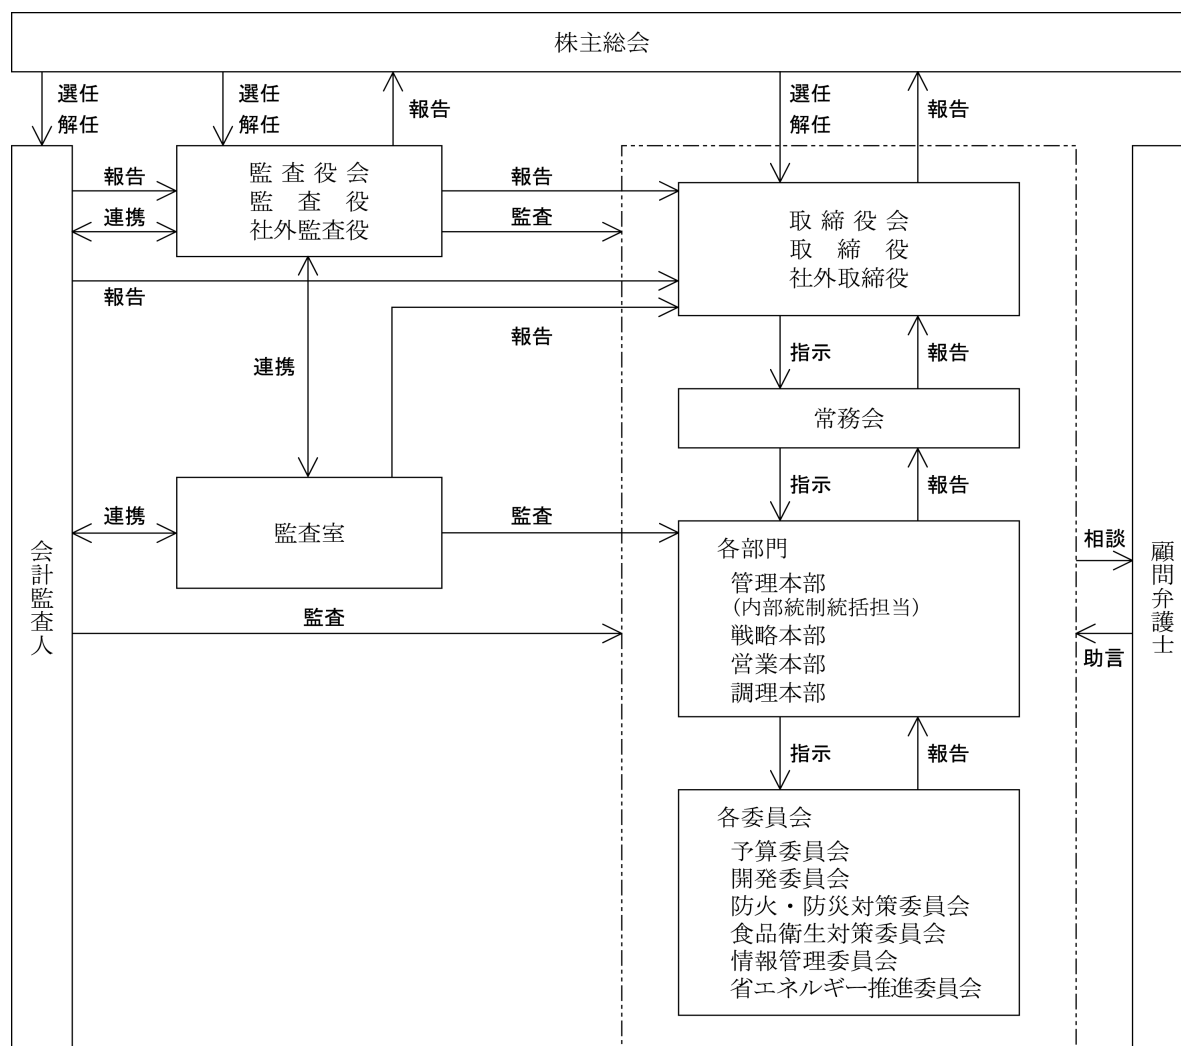 株主総会
選任
解任
選任
解任
報告
選任
解任
報告
報告
連携
監査役会
監査役
社外監査役
報告
監査
取締役会
取締役
社外取締役
報告
報告
連携
指示
報告
常務会
指示
報告
連携
監査室
監査
会計監査人
監査
各部門
管理本部
(内部統制統括担当)
戦略本部
営業本部
調理本部
相談
助言
顧問弁護士
指示
報告
各委員会
予算委員会
開発委員会
防火・防災対策委員会
食品衛生対策委員会
情報管理委員会
省エネルギー推進委員会